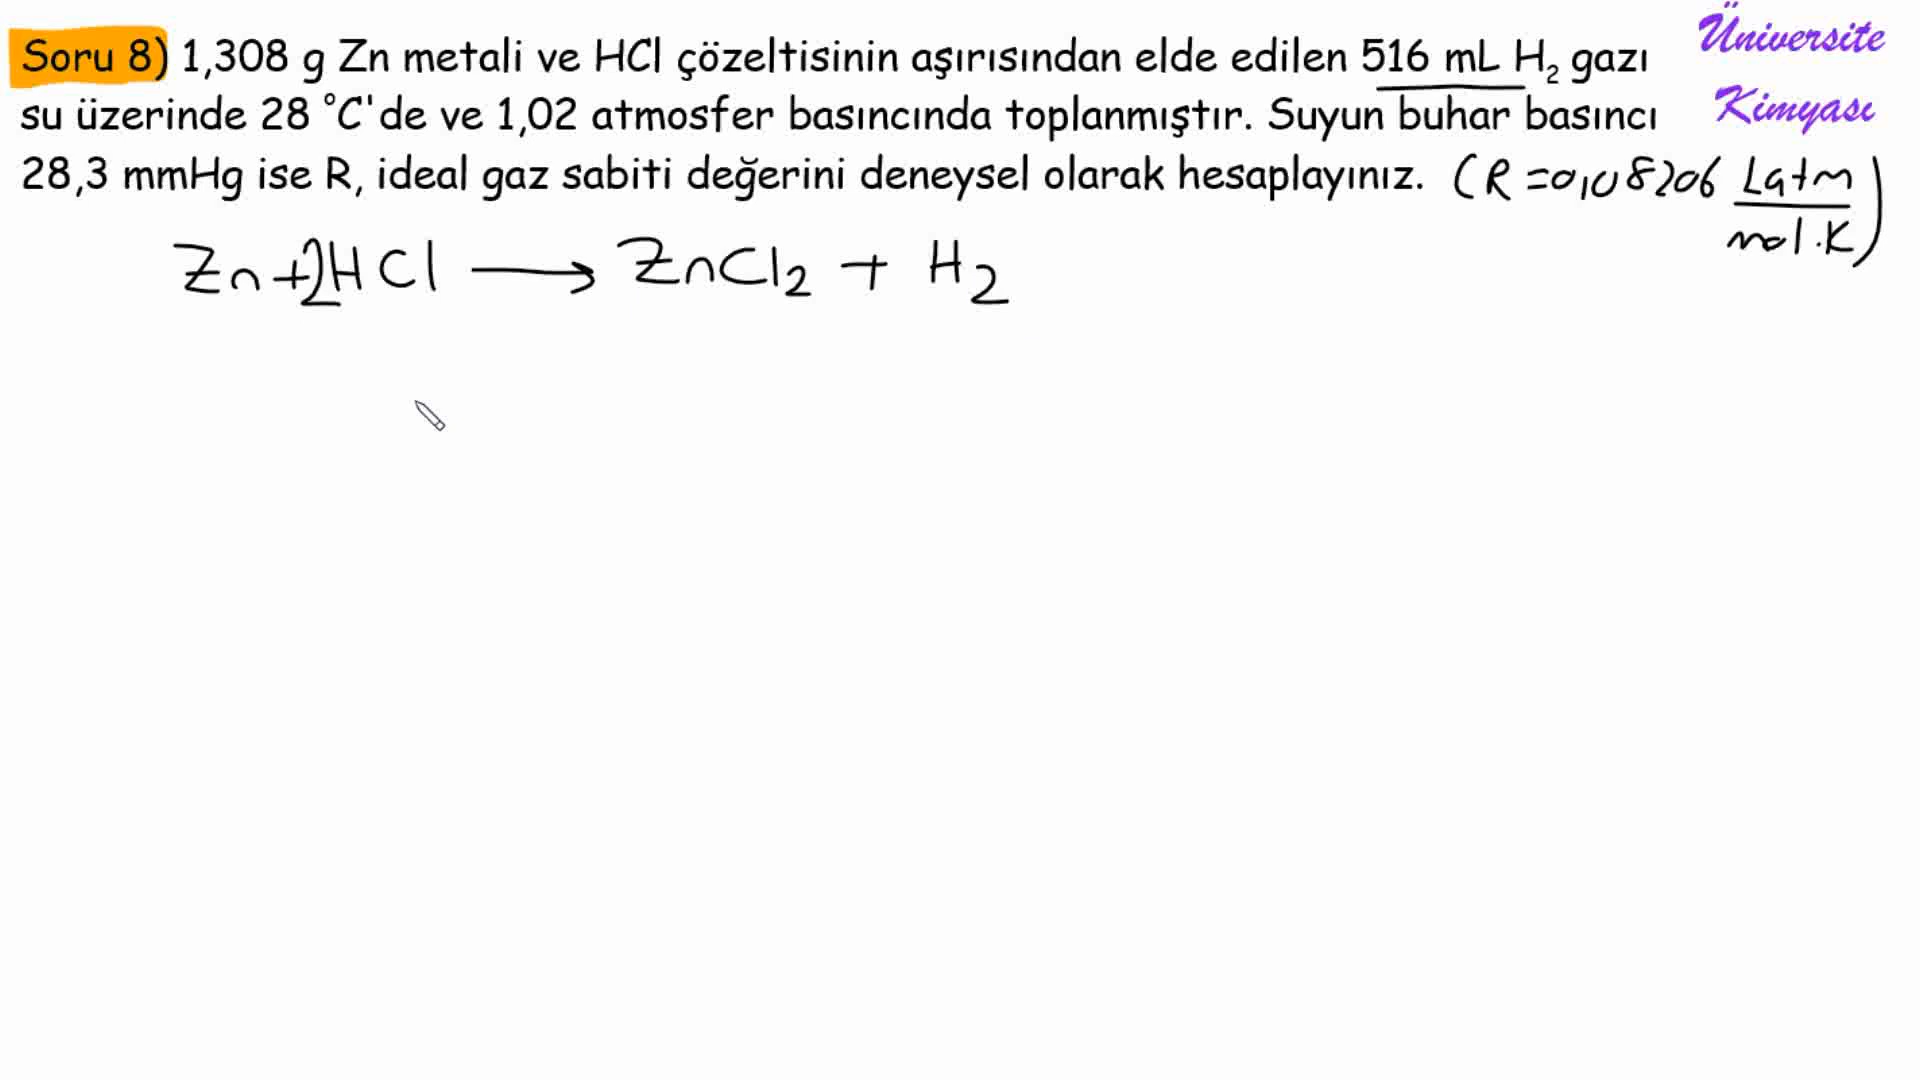 Soru 8) 1,308 g Zn metali ve HCl çözeltisinin aşırısından elde edilen 516 mL H₂ gazı
su üzerinde 28 °C'de ve 1,02 atmosfer basıncında toplanmıştır. Suyun buhar basıncı
28,3 mmHg ise R, ideal gaz sabiti değerini deneysel olarak hesaplayınız. (R = 0,08206 Latm
mol.K)
Üniversite
Kimyası
Zn + 2HCl → ZnCl2 + H2